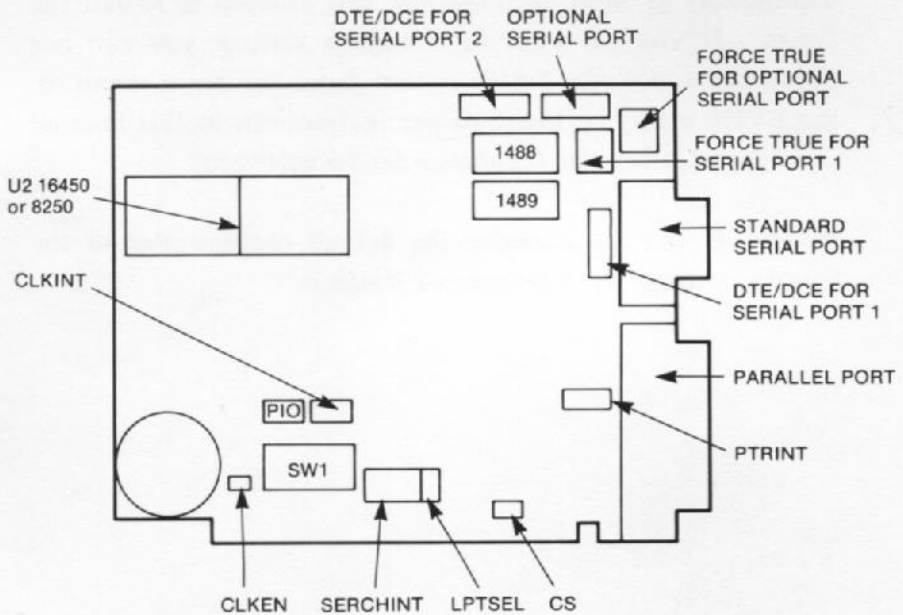 DTE/DCE FOR
SERIAL PORT 2
OPTIONAL
SERIAL PORT
FORCE TRUE
FOR OPTIONAL
SERIAL PORT
FORCE TRUE FOR
SERIAL PORT 1
1488
1489
U2 16450
or 8250
STANDARD
SERIAL PORT
CLKINT
DTE/DCE FOR
SERIAL PORT 1
PARALLEL PORT
PIO
PTRINT
SW1
CLKEN
SERCHINT
LPTSEL
CS